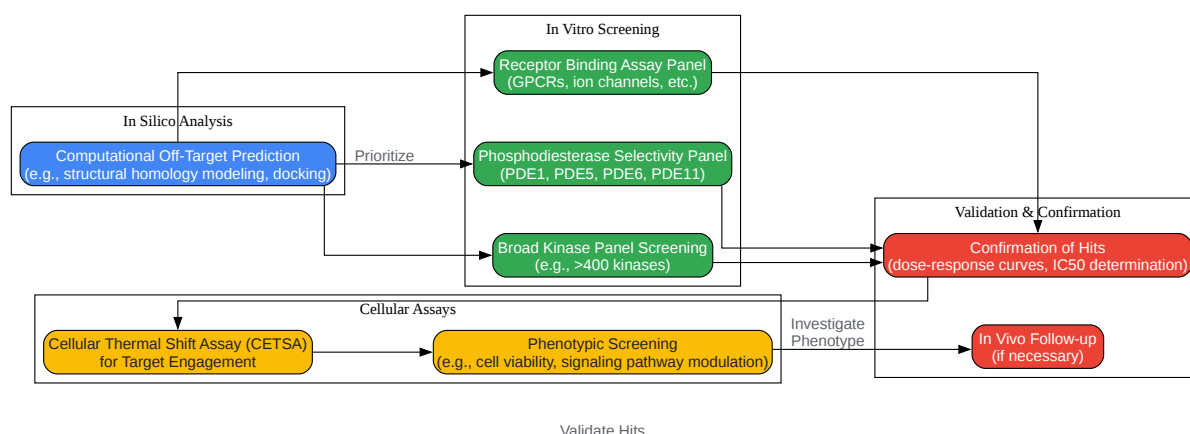 In Vitro Screening
Receptor Binding Assay Panel
(GPCRs, ion channels, etc.)
In Silico Analysis
Computational Off-Target Prediction
(e.g., structural homology modeling, docking)
Prioritize
Phosphodiesterase Selectivity Panel
(PDE1, PDE5, PDE6, PDE11)
Broad Kinase Panel Screening
(e.g., >400 kinases)
Validation & Confirmation
Confirmation of Hits
(dose-response curves, IC50 determination)
Cellular Assays
Cellular Thermal Shift Assay (CETSA)
for Target Engagement
Phenotypic Screening
(e.g., cell viability, signaling pathway modulation)
Investigate
Phenotype
In Vivo Follow-up
(if necessary)
Validate Hits